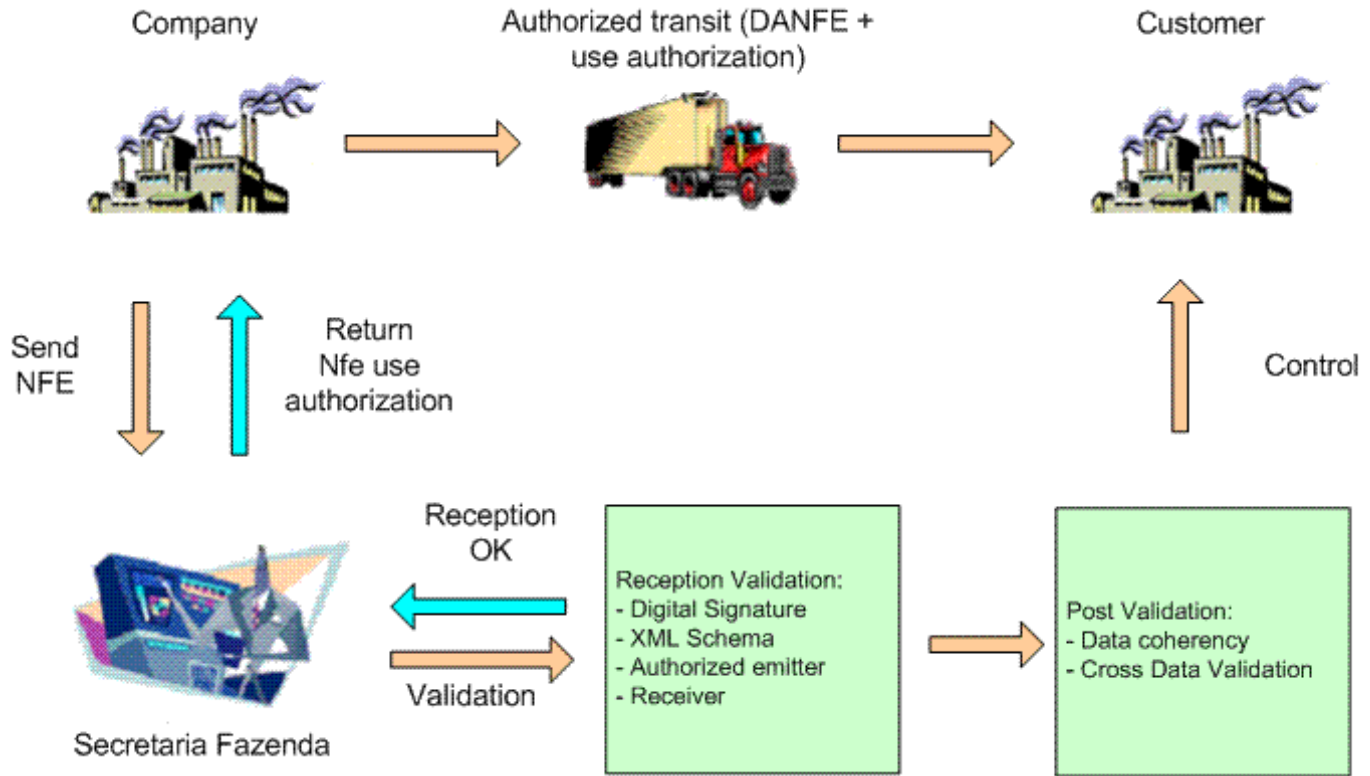 Company
Authorized transit (DANFE +
use authorization)
Customer
Send
NFE
Return
Nfe use
authorization
Control
Reception
OK
Validation
Secretaria Fazenda
Reception Validation:
- Digital Signature
- XML Schema
- Authorized emitter
- Receiver
Post Validation:
- Data coherency
- Cross Data Validation